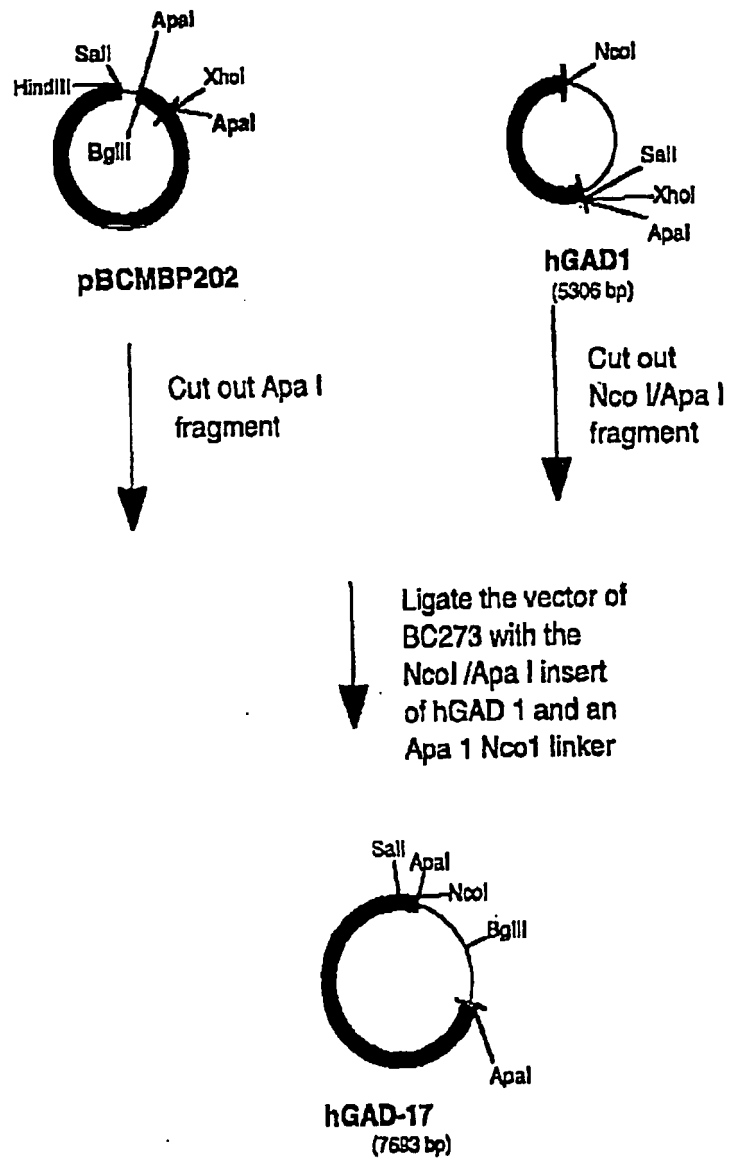 ApaI
SalI
HindIII
XhoI
ApaI
BglII
pBCMBP202
NcoI
SalI
XhoI
ApaI
hGAD1
(5306 bp)
Cut out Apa I
fragment
Cut out
Nco I/Apa I
fragment
Ligate the vector of
BC273 with the
NcoI /Apa I insert
of hGAD 1 and an
Apa 1 Nco1 linker
SalI
ApaI
NcoI
BglII
ApaI
hGAD-17
(7683 bp)